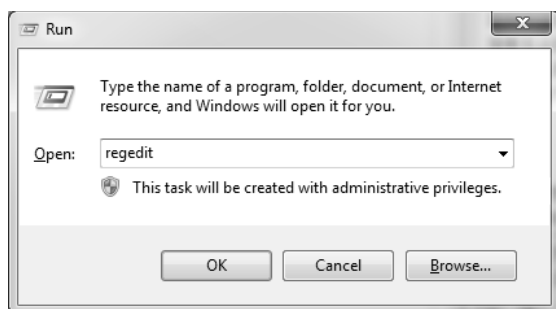 Run
Type the name of a program, folder, document, or Internet
resource, and Windows will open it for you.
Open: regedit
This task will be created with administrative privileges.
OK Cancel Browse...